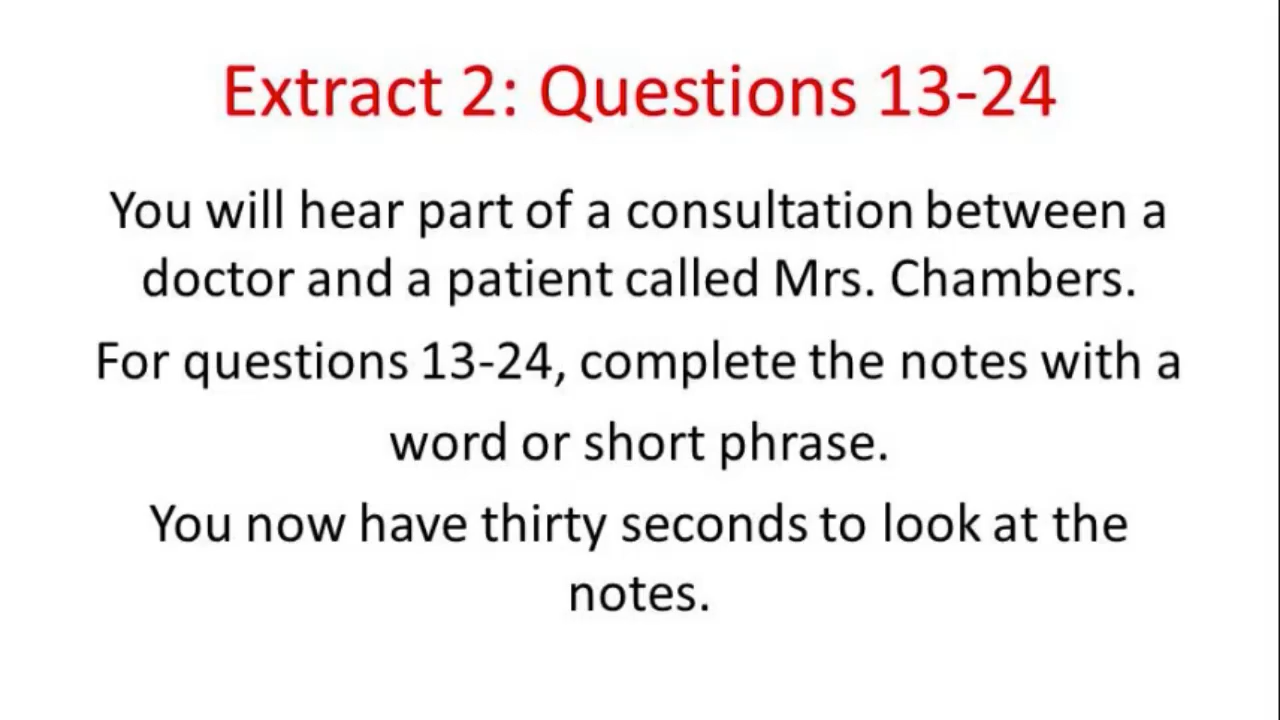 Extract 2: Questions 13-24
You will hear part of a consultation between a
doctor and a patient called Mrs. Chambers.
For questions 13-24, complete the notes with a
word or short phrase.
You now have thirty seconds to look at the
notes.